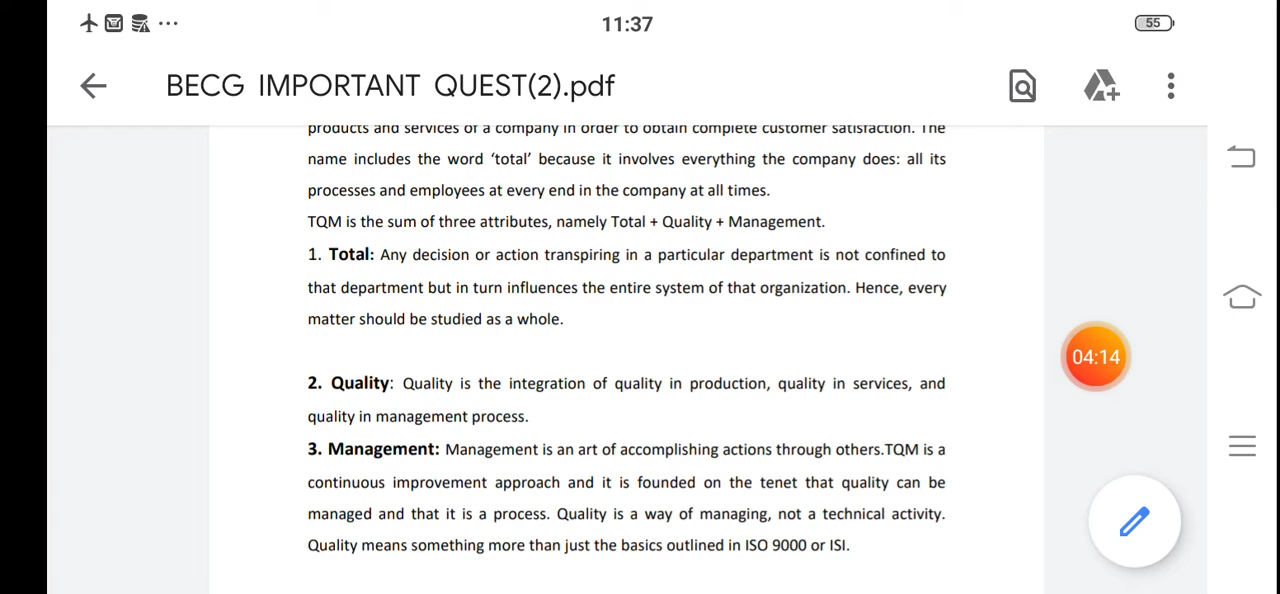 11:37
55
BECG IMPORTANT QUEST(2).pdf
products and services of a company in order to obtain complete customer satisfaction. The
name includes the word ‘total’ because it involves everything the company does: all its
processes and employees at every end in the company at all times.
TQM is the sum of three attributes, namely Total + Quality + Management.
1. Total: Any decision or action transpiring in a particular department is not confined to
that department but in turn influences the entire system of that organization. Hence, every
matter should be studied as a whole.
04:14
2. Quality: Quality is the integration of quality in production, quality in services, and
quality in management process.
3. Management: Management is an art of accomplishing actions through others.TQM is a
continuous improvement approach and it is founded on the tenet that quality can be
managed and that it is a process. Quality is a way of managing, not a technical activity.
Quality means something more than just the basics outlined in ISO 9000 or ISI.